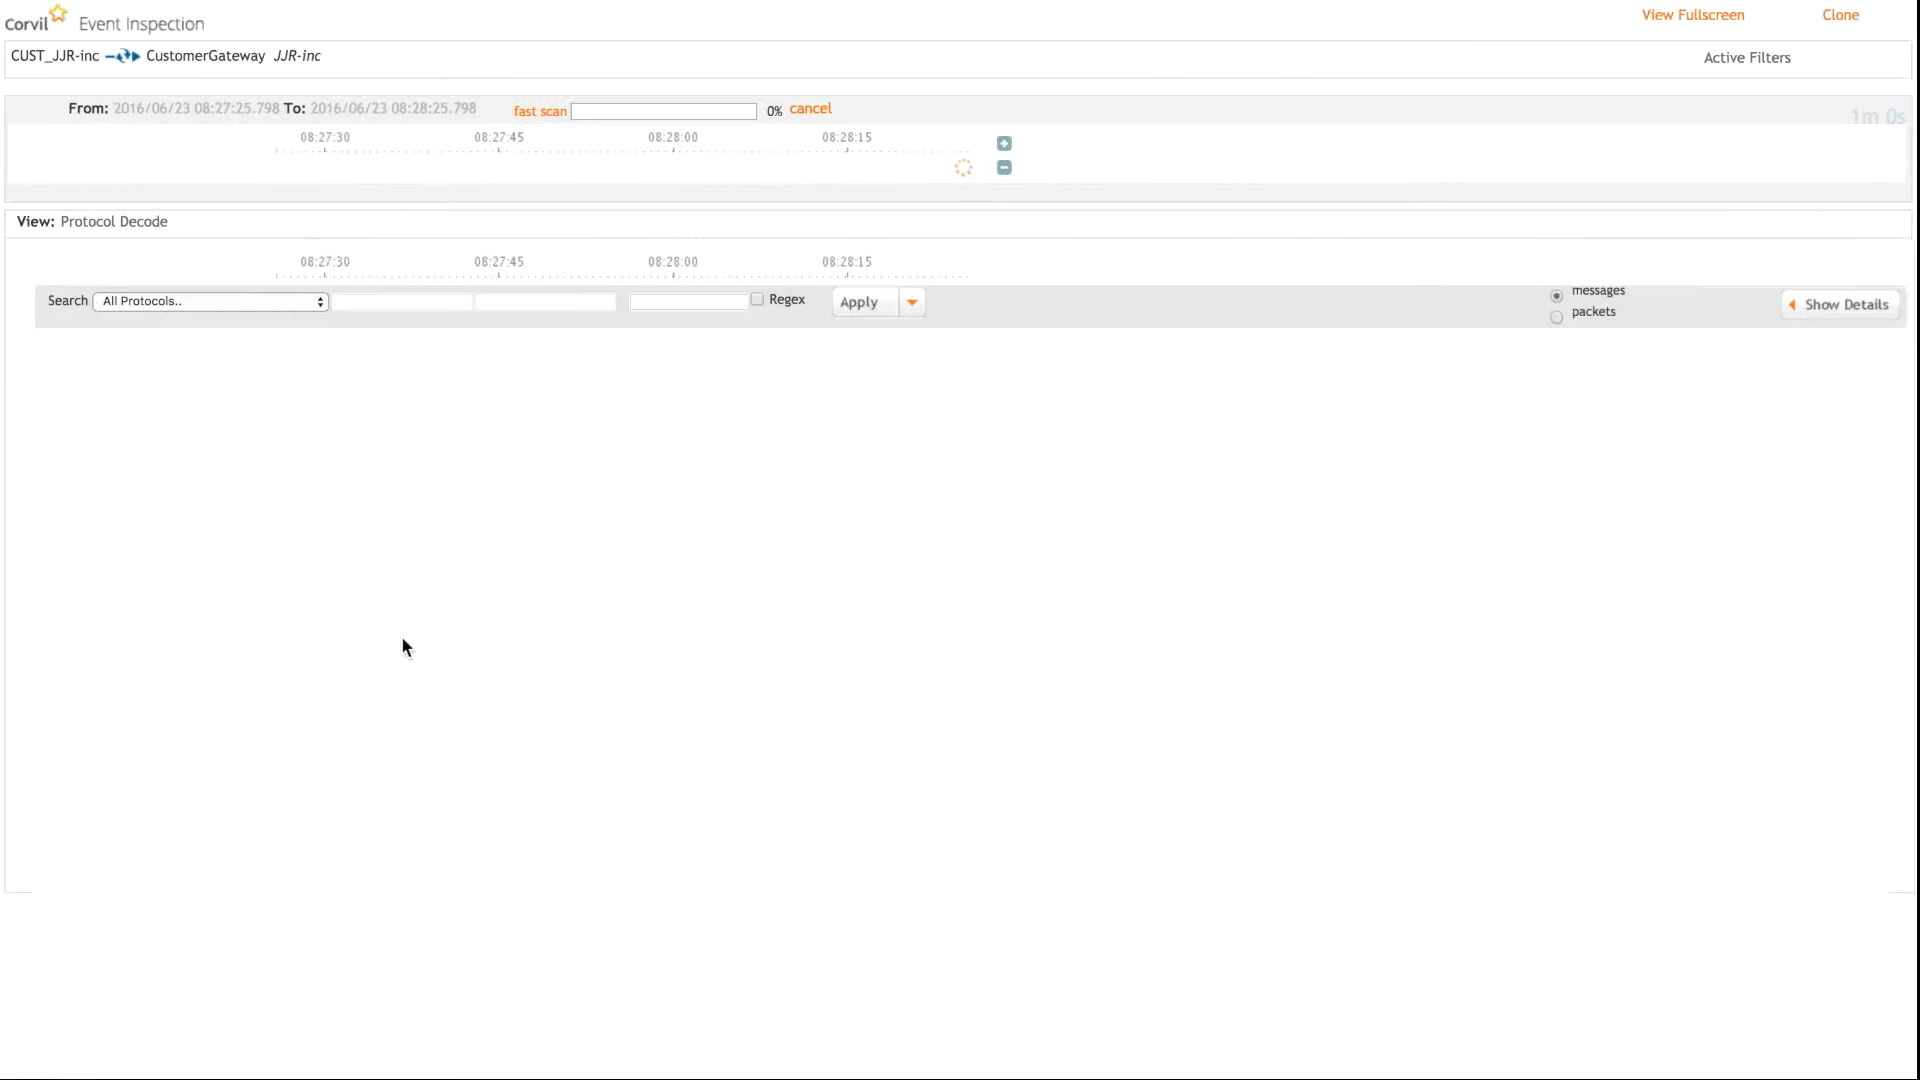 Corvil Event Inspection
View Fullscreen Clone
CUST_JJR-inc CustomerGateway JJR-inc
Active Filters
From: 2016/06/23 08:27:25.798 To: 2016/06/23 08:28:25.798 fast scan 0% cancel
1m 0s
08:27:30 08:27:45 08:28:00 08:28:15
View: Protocol Decode
08:27:30 08:27:45 08:28:00 08:28:15
Search All Protocols.. Regex Apply
messages
packets
Show Details